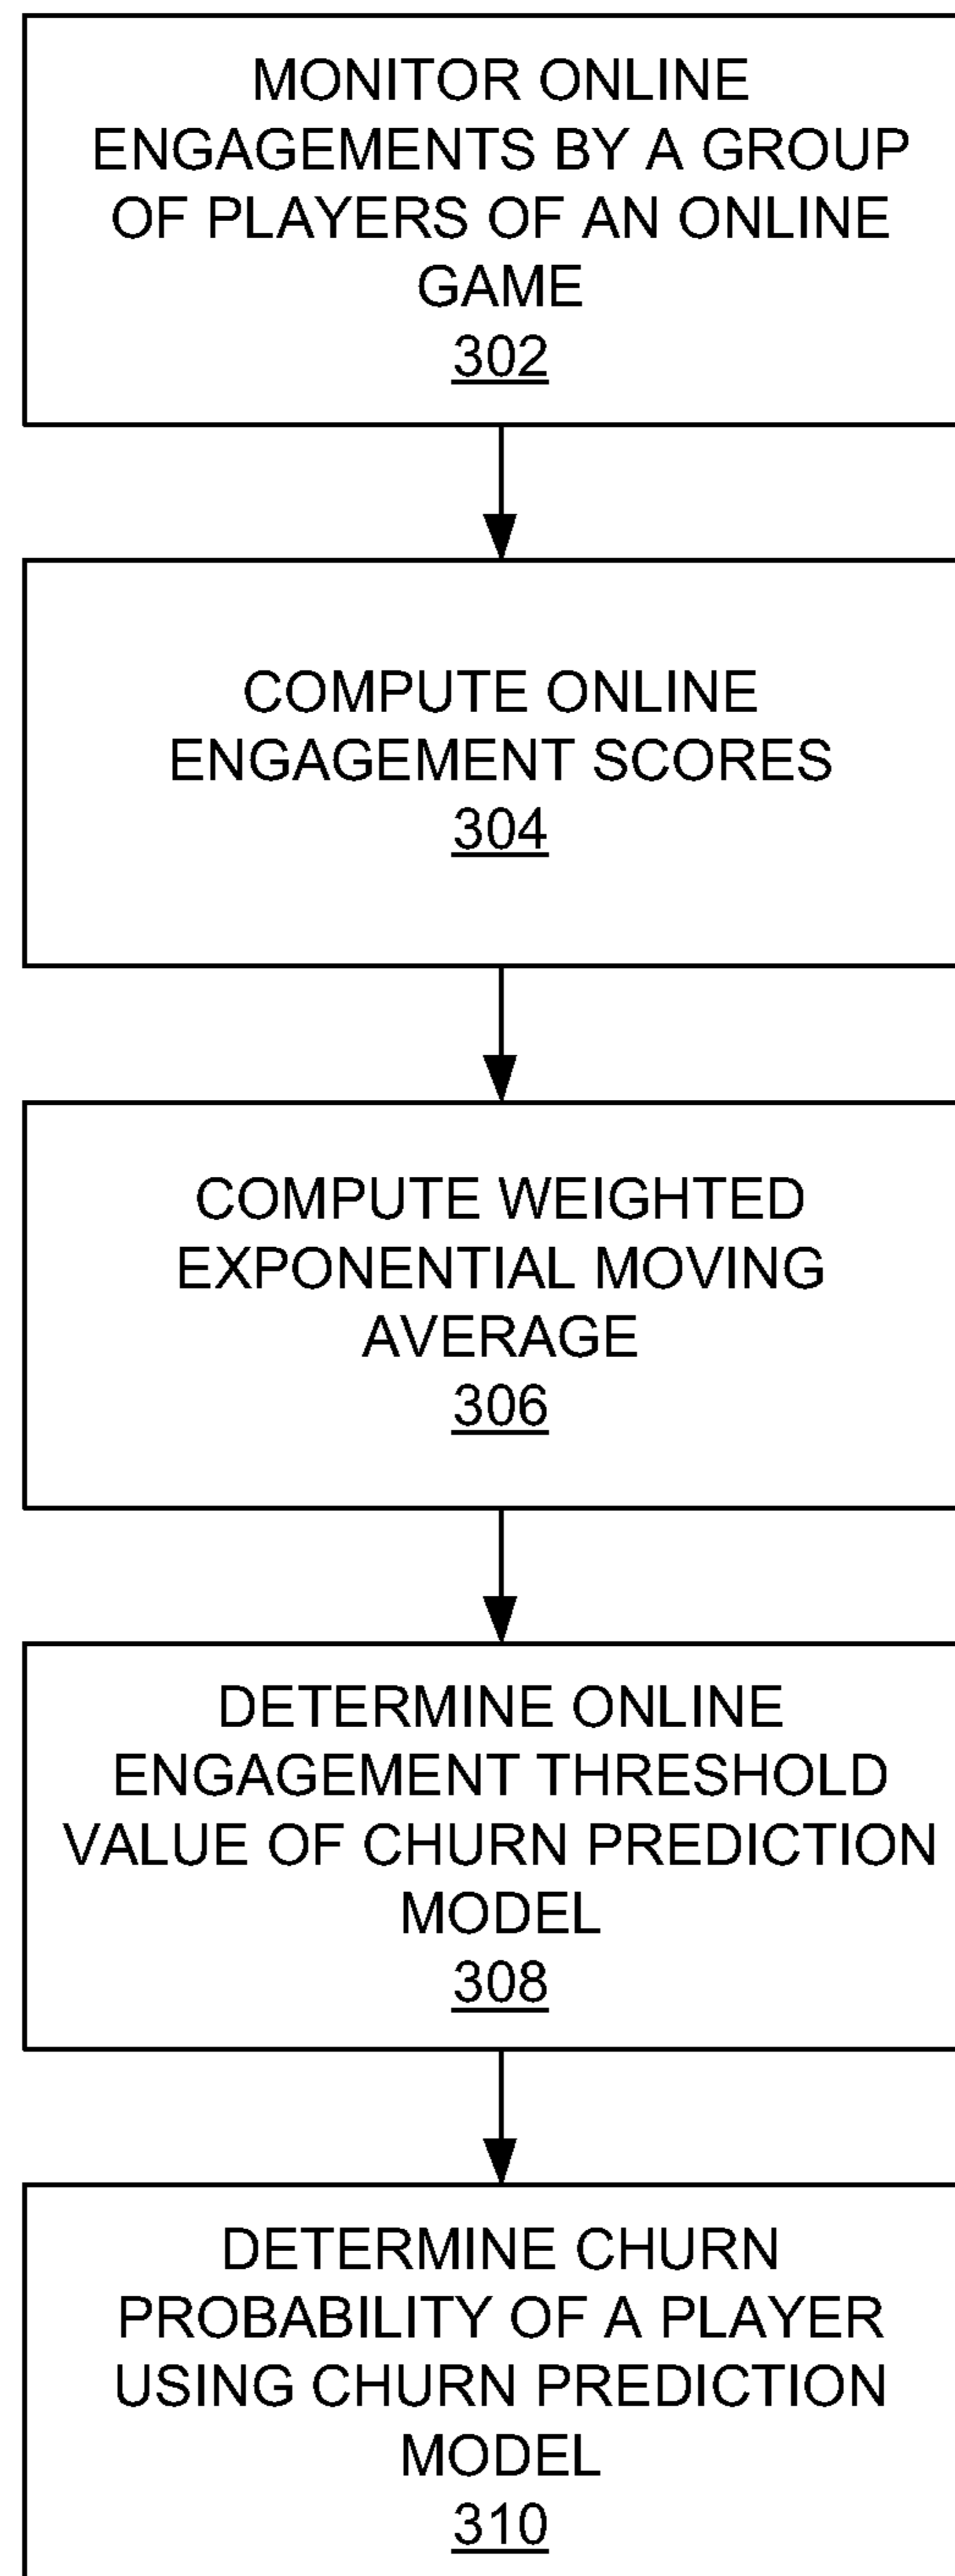 MONITOR ONLINE
ENGAGEMENTS BY A GROUP
OF PLAYERS OF AN ONLINE
GAME
302
COMPUTE ONLINE
ENGAGEMENT SCORES
304
COMPUTE WEIGHTED
EXPONENTIAL MOVING
AVERAGE
306
DETERMINE ONLINE
ENGAGEMENT THRESHOLD
VALUE OF CHURN PREDICTION
MODEL
308
DETERMINE CHURN
PROBABILITY OF A PLAYER
USING CHURN PREDICTION
MODEL
310